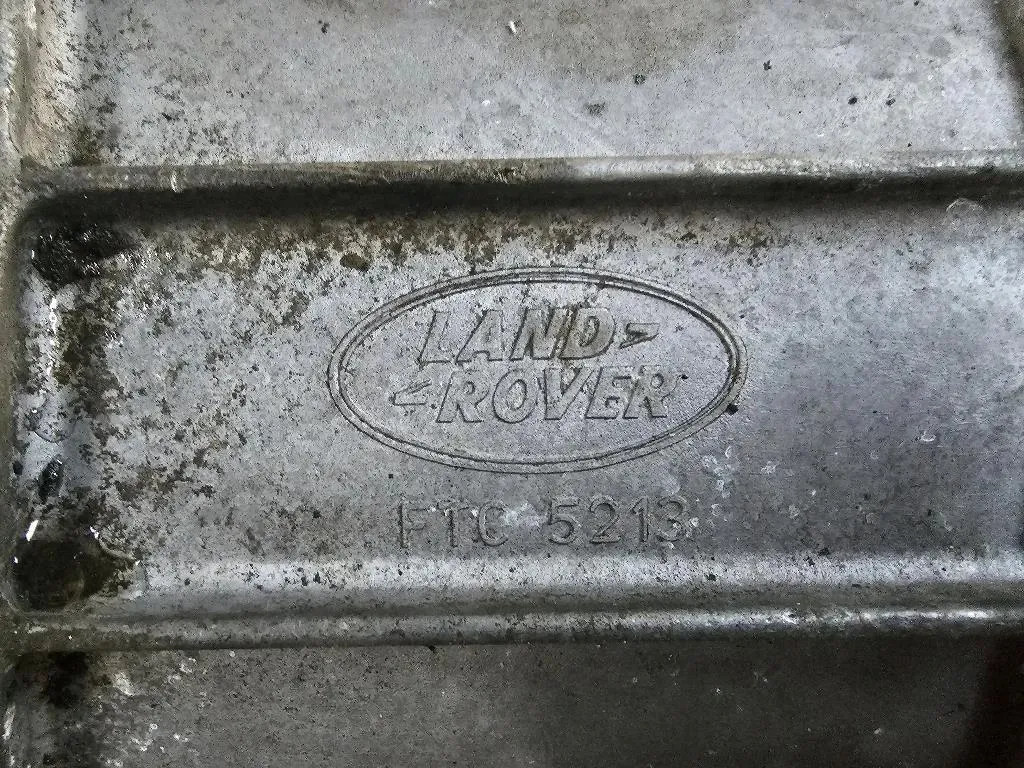 LAND
ROVER
FTC 5213